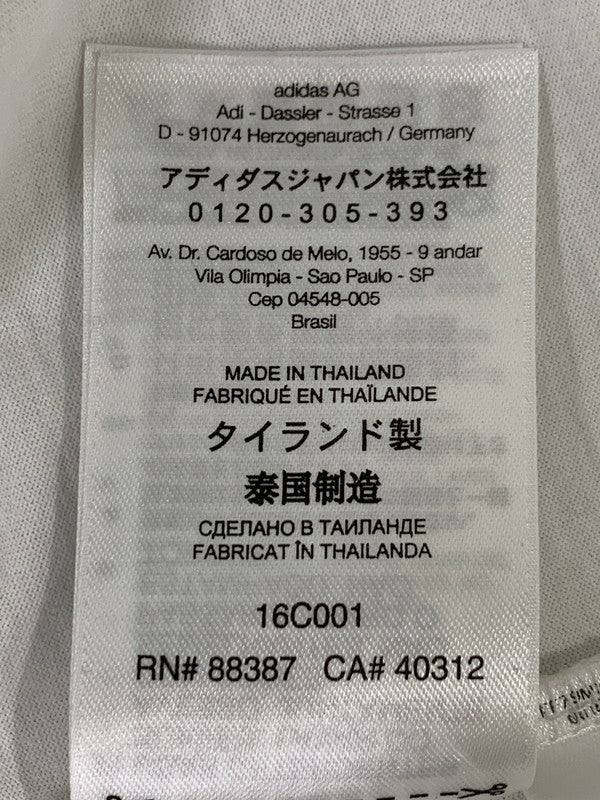 adidas AG
Adi - Dassler - Strasse 1
D - 91074 Herzogenaurach / Germany
アディダスジャパン株式会社
0120-305-393
Av. Dr. Cardoso de Melo, 1955 - 9 andar
Vila Olimpia - Sao Paulo - SP
Cep 04548-005
Brasil
MADE IN THAILAND
FABRIQUÉ EN THAÏLANDE
タイランド製
泰国制造
СДЕЛАНО В ТАИЛАНДЕ
FABRICAT ÎN THAILANDA
16C001
RN# 88387 CA# 40312